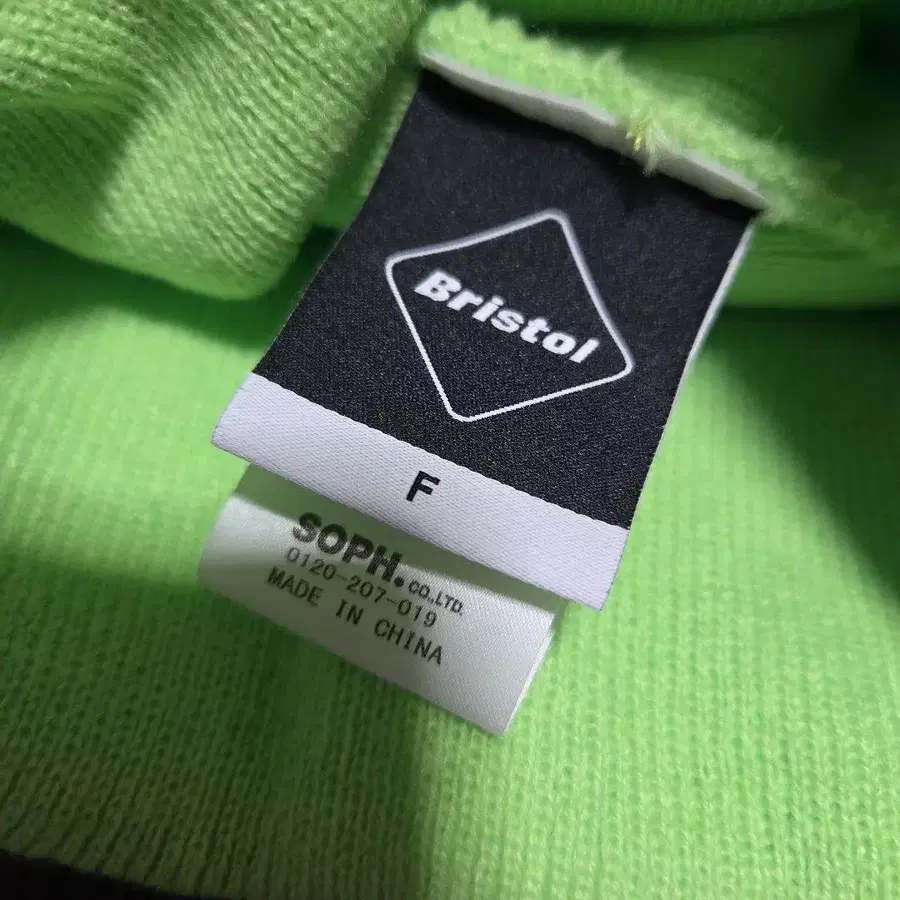 Bristol
F
SOPH.CO.,LTD.
0120-207-019
MADE IN CHINA